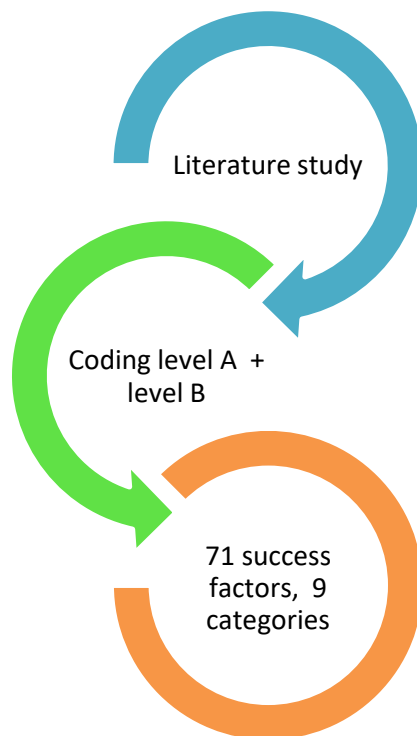 Literature study
Coding level A +
level B
71 success
factors, 9
categories